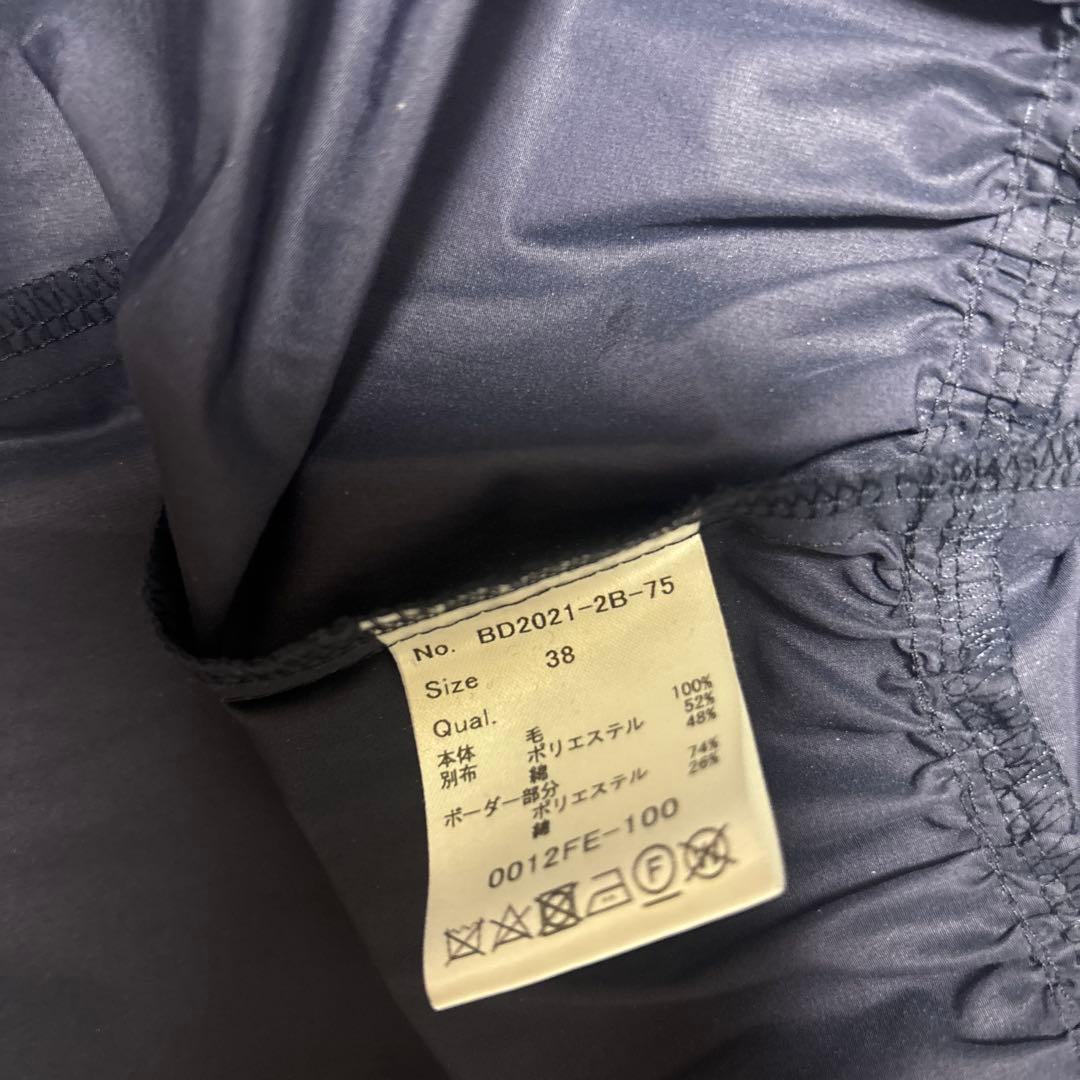 No. BD2021-2B-75
Size 38
Qual.
本体 毛 100%
別布 ポリエステル 52%
綿 48%
ボーダー部分
ポリエステル 74%
綿 26%
0012FE-100
F W